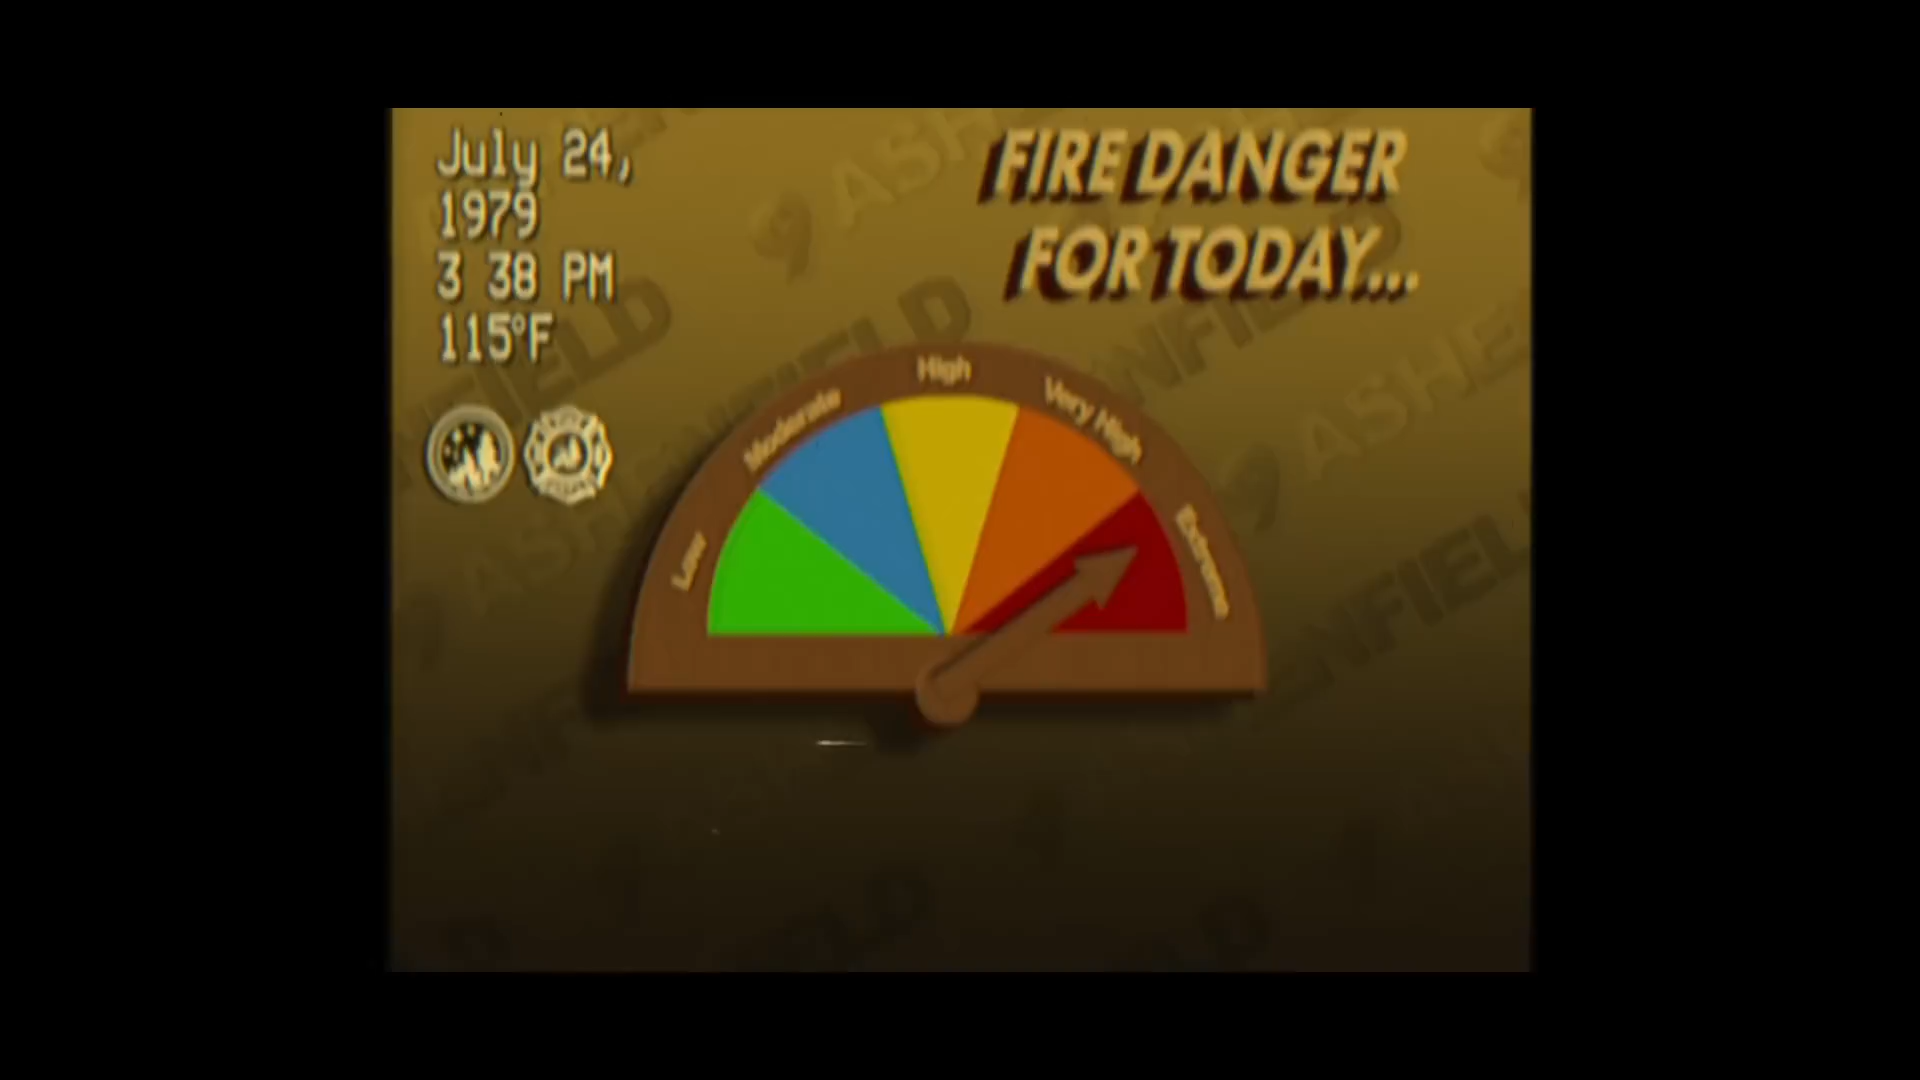 July 24,
1979
3 38 PM
115°F
FIRE DANGER
FOR TODAY...
Low
Moderate
High
Very High
Extreme